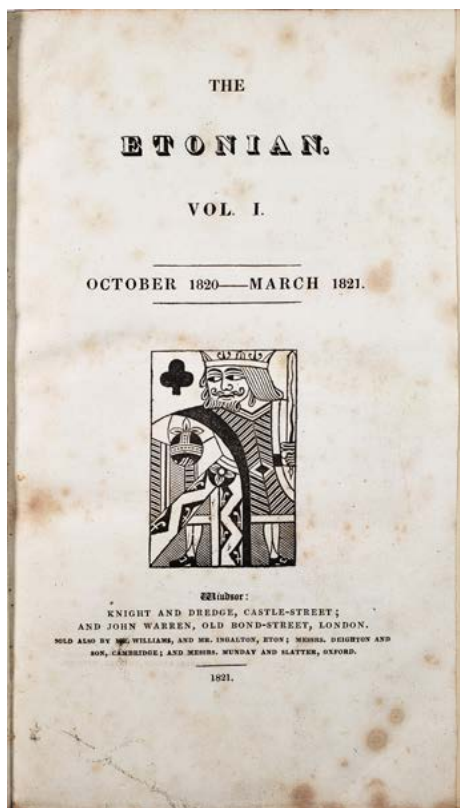 THE
ETONIAN.
VOL. I.
OCTOBER 1820——MARCH 1821.
Windsor:
KNIGHT AND DREDGE, CASTLE-STREET;
AND JOHN WARREN, OLD BOND-STREET, LONDON.
SOLD ALSO BY MR. WILLIAMS, AND MR. INGALTON, ETON; MESSRS. DEIGHTON AND
SON, CAMBRIDGE; AND MESSRS. MUNDAY AND SLATTER, OXFORD.
1821.